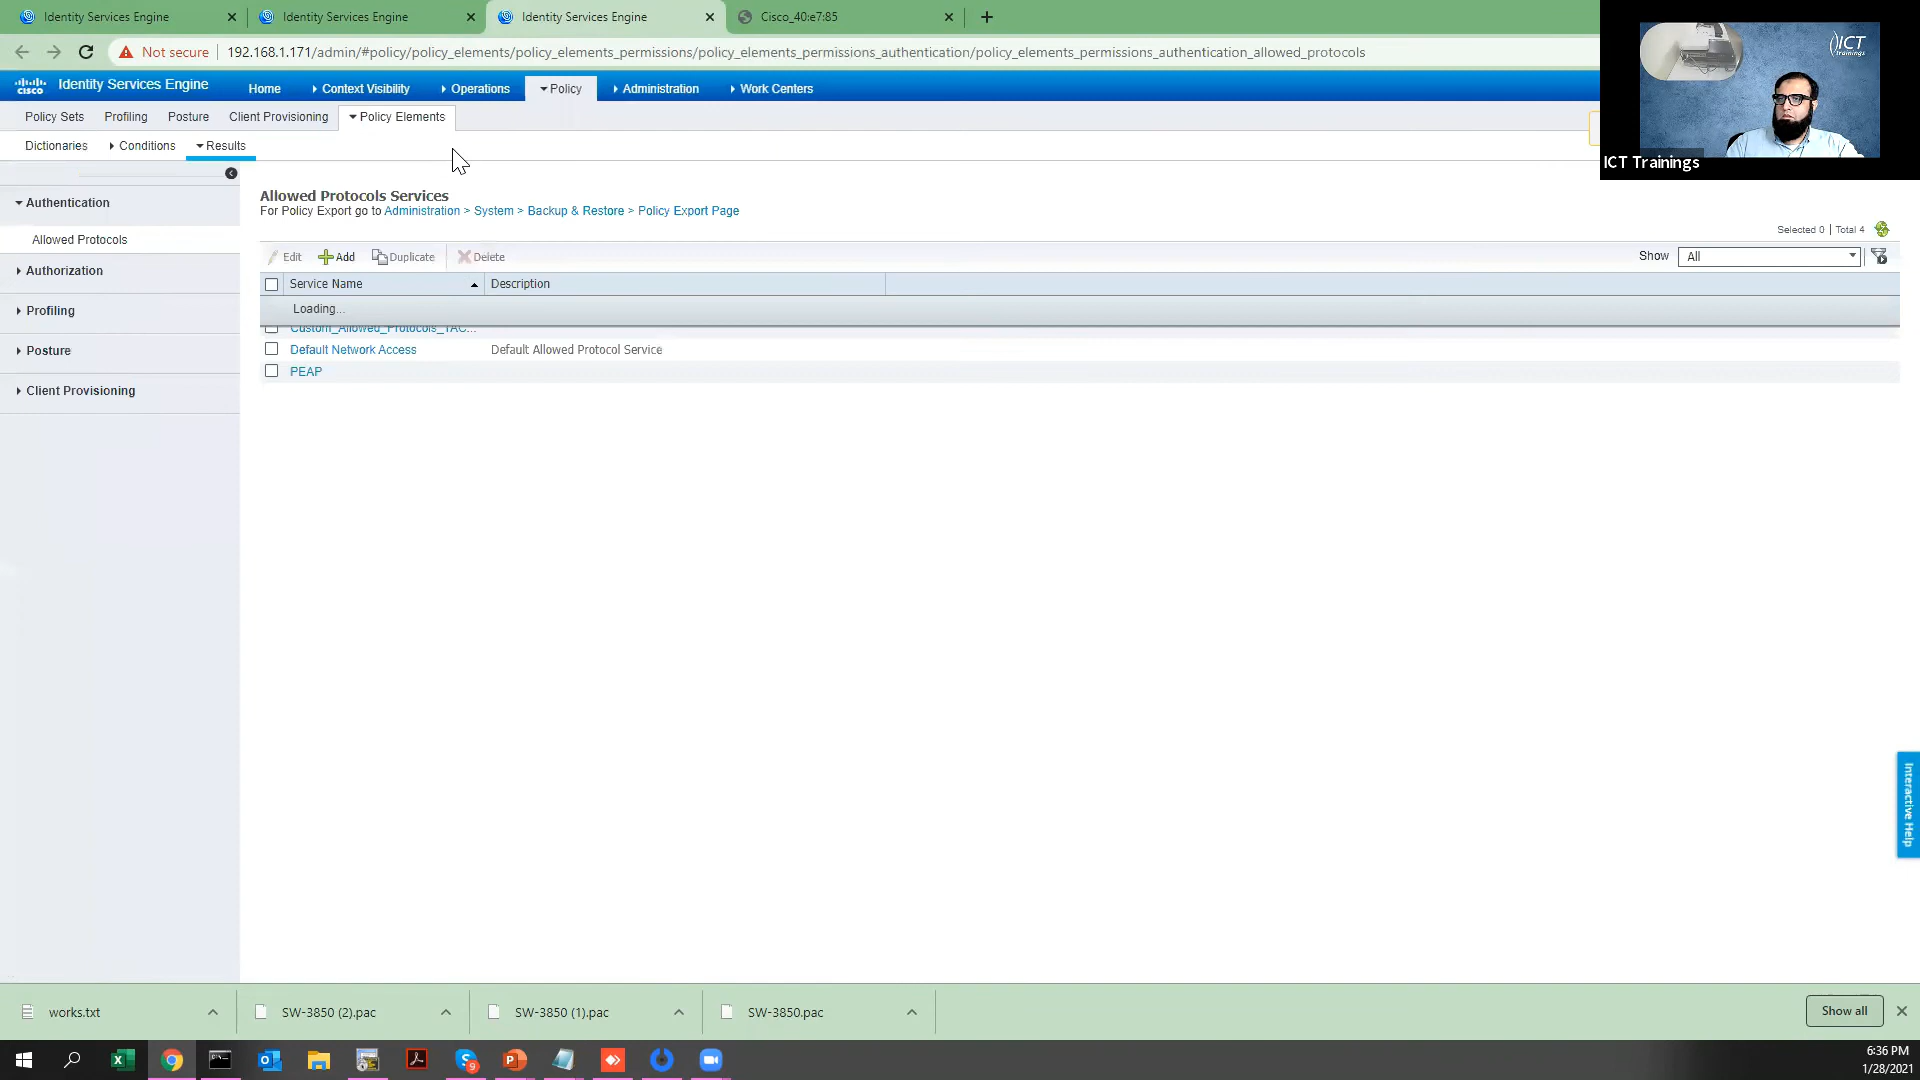 Identity Services Engine
Identity Services Engine
Identity Services Engine
Cisco_40:e7:85
Not secure
192.168.1.171/admin/#policy/policy_elements/policy_elements_permissions/policy_elements_permissions_authentication/policy_elements_permissions_authentication_allowed_protocols
CISCO
Identity Services Engine
Home
Context Visibility
Operations
Policy
Administration
Work Centers
Policy Sets
Profiling
Posture
Client Provisioning
Policy Elements
Dictionaries
Conditions
Results
ICT
trainings
ICT Trainings
Authentication
Allowed Protocols
Authorization
Profiling
Posture
Client Provisioning
Allowed Protocols Services
For Policy Export go to Administration > System > Backup & Restore > Policy Export Page
Selected 0 | Total 4
Edit
Add
Duplicate
Delete
Show
All
Service Name
Description
Loading...
Custom_Allowed_Protocols_TAC...
Default Network Access
Default Allowed Protocol Service
PEAP
Interactive Help
works.txt
SW-3850 (2).pac
SW-3850 (1).pac
SW-3850.pac
Show all
9
6:36 PM
1/28/2021